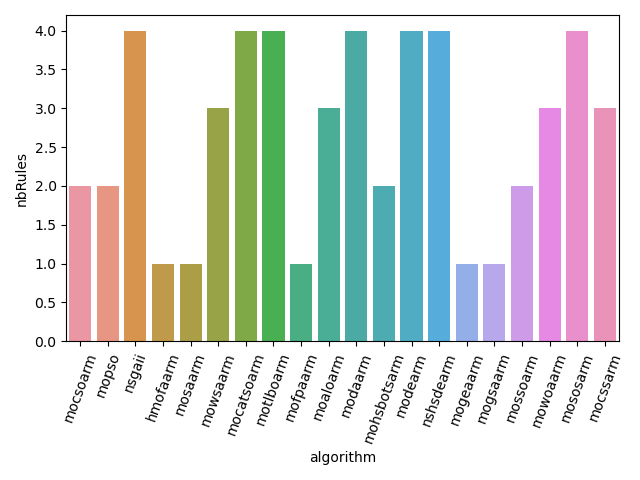 4.0
3.5
3.0
2.5
2.0
1.5
1.0
0.5
0.0
nbRules
mocsoarm
mopso
nsgaii
hmofaarm
mosaarm
mowsaarm
mocatsoarm
motlboarm
mofpaarm
moaloarm
modaarm
mohsbotsarm
modearm
nshsdearm
mogeaarm
mogsaarm
mossoarm
mowoaarm
mososarm
mocssarm
algorithm